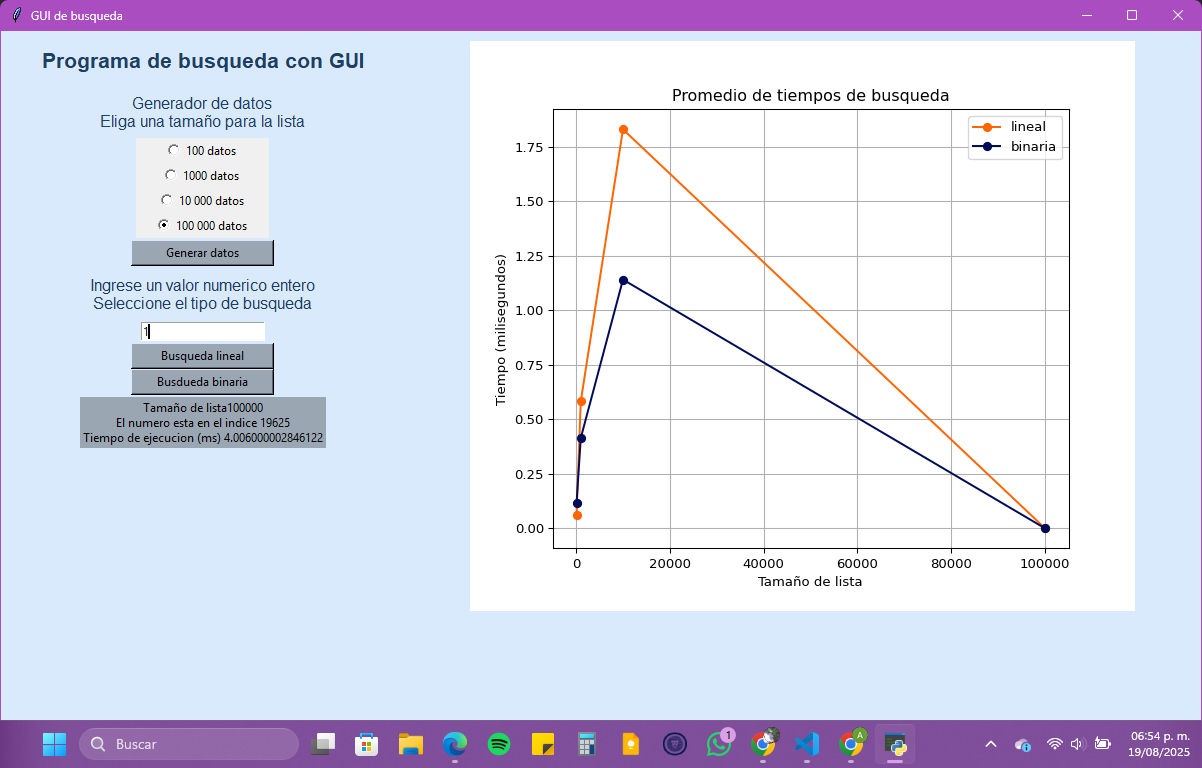 GUI de busqueda
Programa de busqueda con GUI
Generador de datos
Eliga una tamaño para la lista
100 datos
1000 datos
10 000 datos
100 000 datos
Generar datos
Ingrese un valor numerico entero
Seleccione el tipo de busqueda
1
Busqueda lineal
Busdueda binaria
Tamaño de lista100000
El numero esta en el indice 19625
Tiempo de ejecucion (ms) 4.006000002846122
Promedio de tiempos de busqueda
lineal
binaria
Tiempo (milisegundos)
1.75
1.50
1.25
1.00
0.75
0.50
0.25
0.00
0 20000 40000 60000 80000 100000
Tamaño de lista
Buscar
1
A
06:54 p. m.
19/08/2025